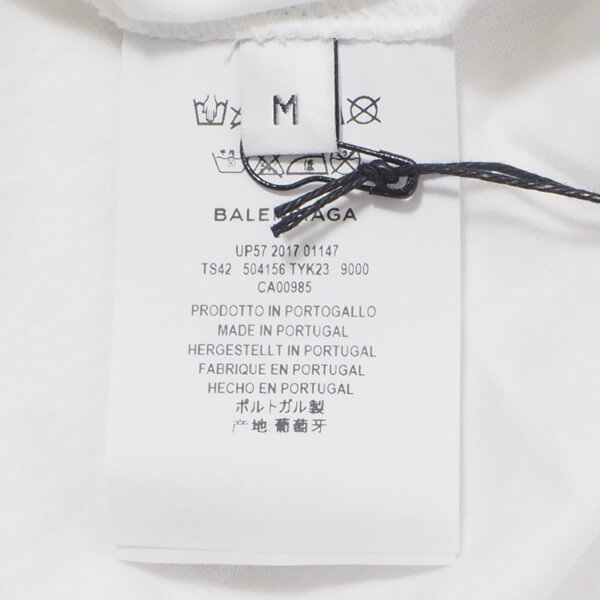 M
BALENCIAGA
UP57 2017 01147
TS42 504156 TYK23 9000
CA00985
PRODOTTO IN PORTOGALLO
MADE IN PORTUGAL
HERGESTELLT IN PORTUGAL
FABRIQUE EN PORTUGAL
HECHO EN PORTUGAL
ポルトガル製
产地:葡萄牙